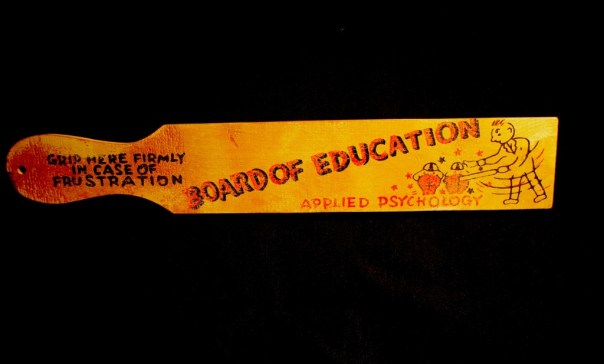 GRIP HERE FIRMLY
IN CASE OF
FRUSTRATION
BOARD OF EDUCATION
APPLIED PSYCHOLOGY